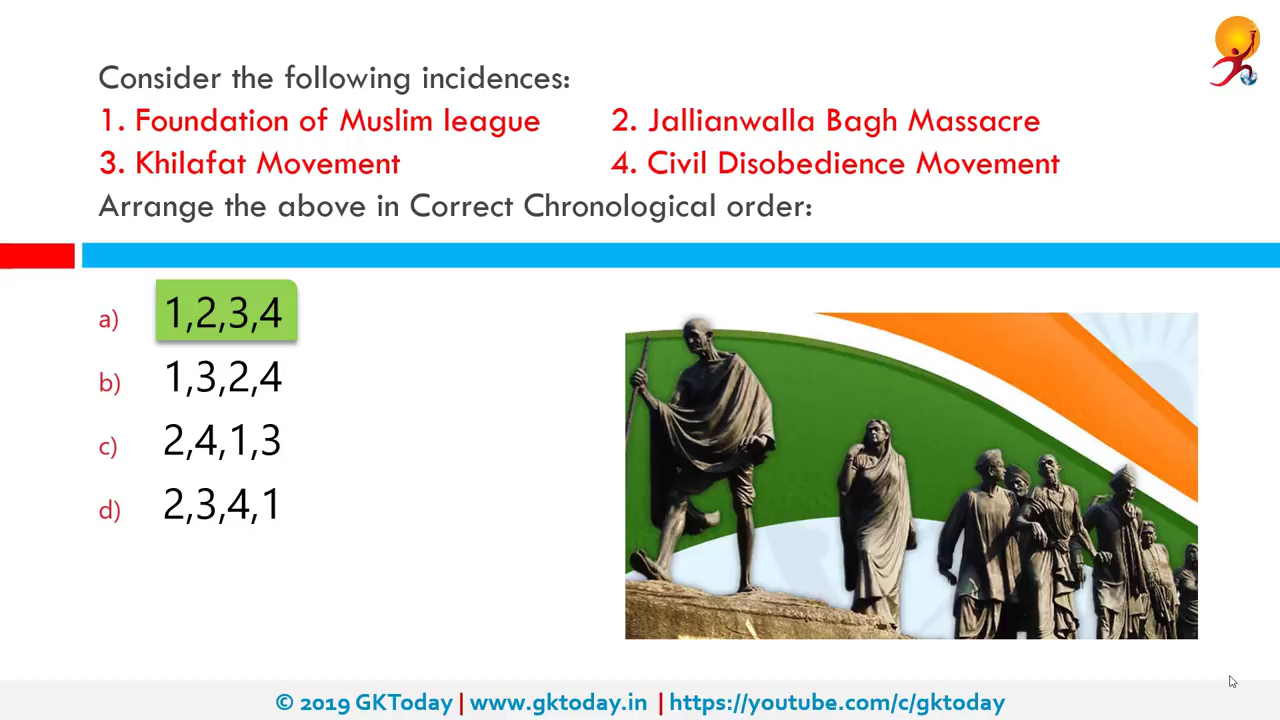 Consider the following incidences:
1. Foundation of Muslim league 2. Jallianwalla Bagh Massacre
3. Khilafat Movement 4. Civil Disobedience Movement
Arrange the above in Correct Chronological order:
a) 1,2,3,4
b) 1,3,2,4
c) 2,4,1,3
d) 2,3,4,1
© 2019 GKToday | www.gktoday.in | https://youtube.com/c/gktoday